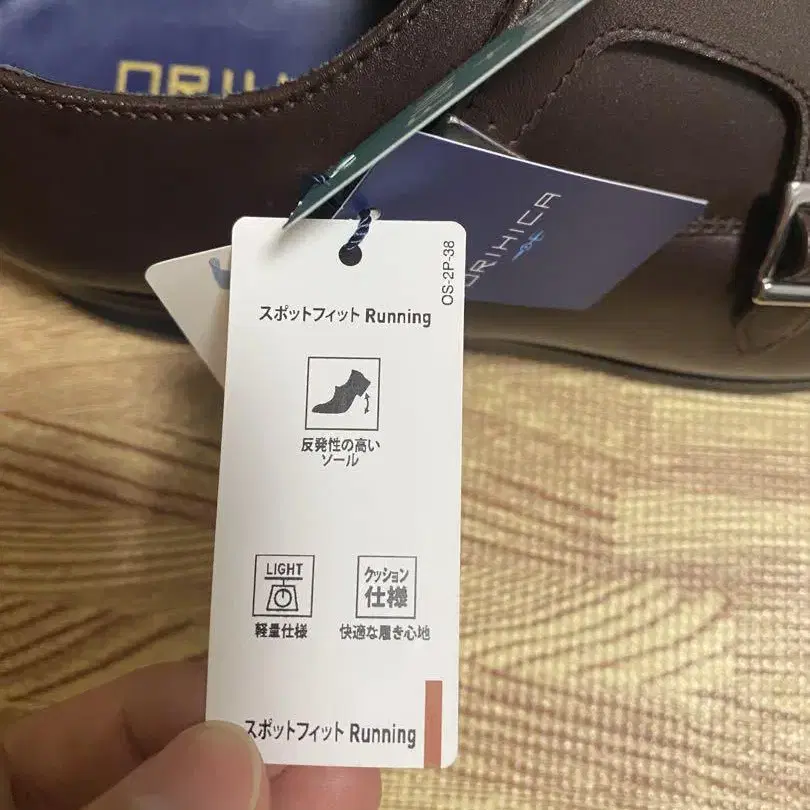 ORIHICA
OS-2P-38
スポットフィット Running
反発性の高い
ソール
LIGHT
軽量仕様
クッション
仕様
快適な履き心地
スポットフィット Running